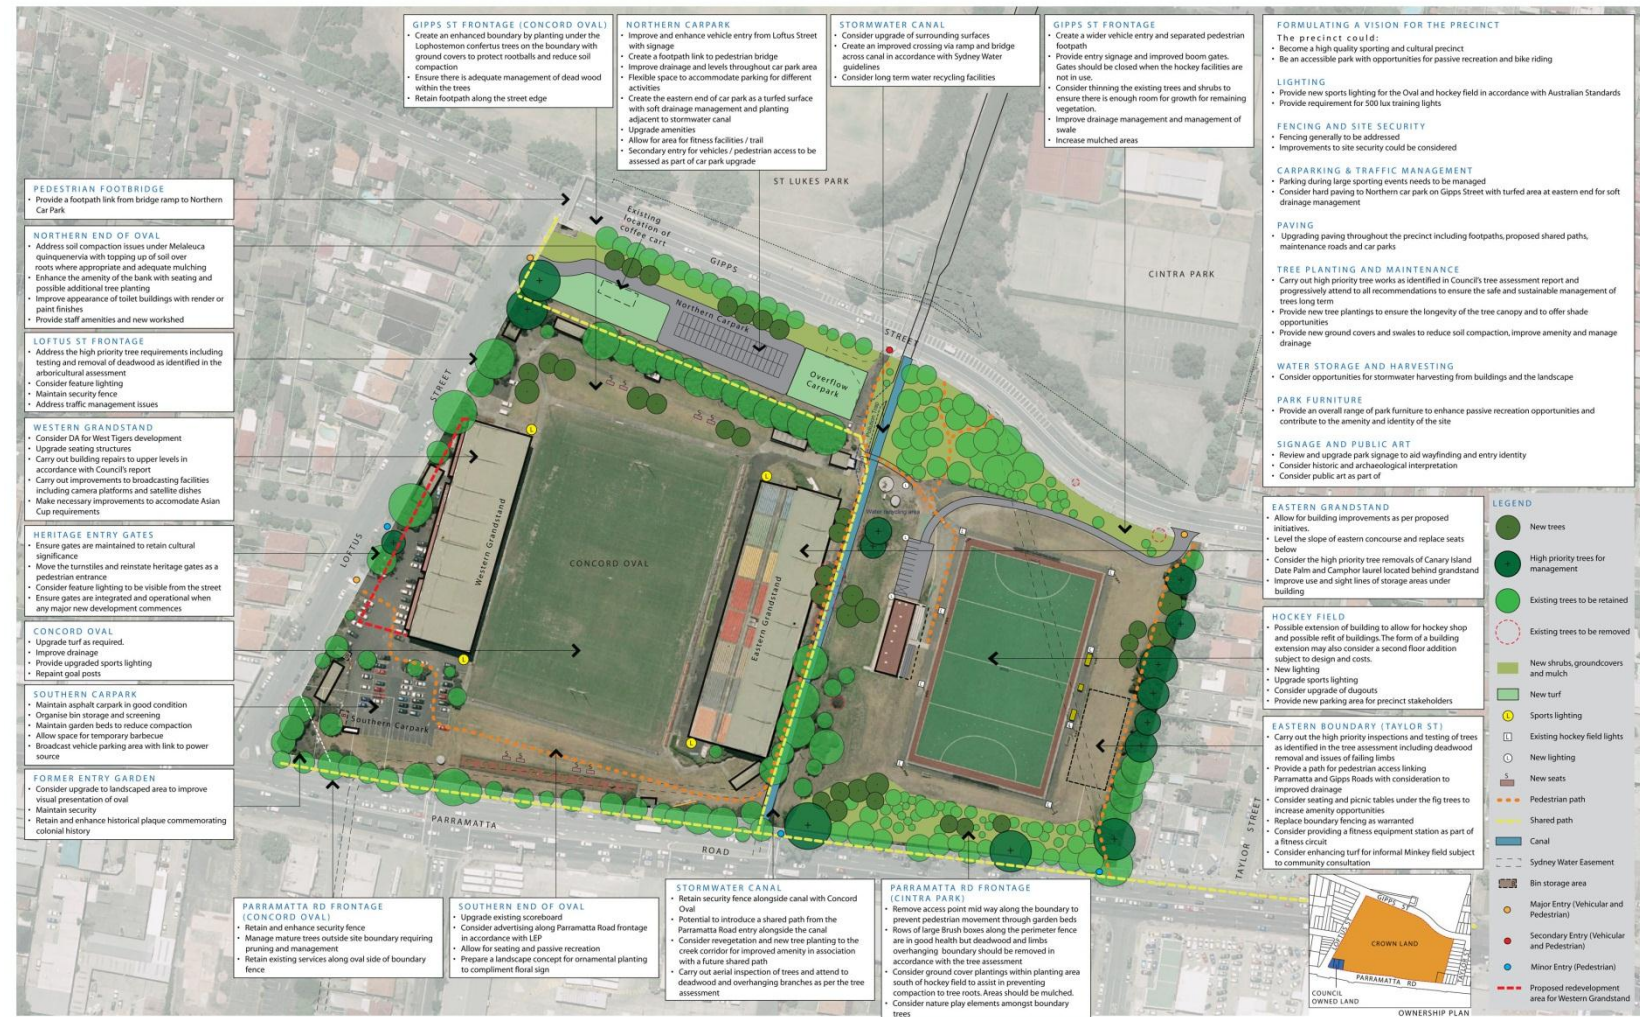 GIPPS ST FRONTAGE (CONCORD OVAL)
• Create an enhanced boundary by planting under the
Lophostemon confertus trees on the boundary with
ground covers to protect rootballs and reduce soil
compaction
• Ensure there is adequate management of dead wood
within the trees
• Retain footpath along the street edge
NORTHERN CARPARK
• Improve and enhance vehicle entry from Loftus Street
with signage
• Create a footpath link to pedestrian bridge
• Improve drainage and levels throughout car park area
• Flexible space to accommodate parking for different
activities
• Create the eastern end of car park as a turfed surface
with soft drainage management and planting
adjacent to stormwater canal
• Upgrade amenities
• Allow for area for fitness facilities / trail
• Secondary entry for vehicles / pedestrian access to be
assessed as part of car park upgrade
STORMWATER CANAL
• Consider upgrade of surrounding surfaces
• Create an improved crossing via ramp and bridge
across canal in accordance with Sydney Water
guidelines
• Consider long term water recycling facilities
GIPPS ST FRONTAGE
• Create a wider vehicle entry and separated pedestrian
footpath
• Provide entry signage and improved boom gates.
Gates should be closed when the hockey facilities are
not in use.
• Consider thinning the existing trees and shrubs to
ensure there is enough room for growth for remaining
vegetation.
• Improve drainage management and management of
swale
• Increase mulched areas
FORMULATING A VISION FOR THE PRECINCT
The precinct could:
• Become a high quality sporting and cultural precinct
• Be an accessible park with opportunities for passive recreation and bike riding
LIGHTING
• Provide new sports lighting for the Oval and hockey field in accordance with Australian Standards
• Provide requirement for 500 lux training lights
FENCING AND SITE SECURITY
• Fencing generally to be addressed
• Improvements to site security could be considered
CARPARKING & TRAFFIC MANAGEMENT
• Parking during large sporting events needs to be managed
• Consider hard paving to Northern car park on Gipps Street with turfed area at eastern end for soft
drainage management
PAVING
• Upgrading paving throughout the precinct including footpaths, proposed shared paths,
maintenance roads and car parks
TREE PLANTING AND MAINTENANCE
• Carry out high priority tree works as identified in Council's tree assessment report and
progressively attend to all recommendations to ensure the safe and sustainable management of
trees long term
• Provide new tree plantings to ensure the longevity of the tree canopy and to offer shade
opportunities
• Provide new ground covers and swales to reduce soil compaction, improve amenity and manage
drainage
WATER STORAGE AND HARVESTING
• Consider opportunities for stormwater harvesting from buildings and the landscape
PARK FURNITURE
• Provide an overall range of park furniture to enhance passive recreation opportunities and
contribute to the amenity and identity of the site
SIGNAGE AND PUBLIC ART
• Review and upgrade park signage to aid wayfinding and entry identity
• Consider historic and archaeological interpretation
• Consider public art as part of
PEDESTRIAN FOOTBRIDGE
• Provide a footpath link from bridge ramp to Northern
Car Park
NORTHERN END OF OVAL
• Address soil compaction issues under Melaleuca
quinquenervia with topping up of soil over
roots where appropriate and adequate mulching
• Enhance the amenity of the bank with seating and
possible additional tree planting
• Improve appearance of toilet buildings with render or
paint finishes
• Provide staff amenities and new workshed
LOFTUS ST FRONTAGE
• Address the high priority tree requirements including
testing and removal of deadwood as identified in the
arboricultural assessment
• Consider feature lighting
• Maintain security fence
• Address traffic management issues
WESTERN GRANDSTAND
• Consider DA for West Tigers development
• Upgrade seating structures
• Carry out building repairs to upper levels in
accordance with Council's report
• Carry out improvements to broadcasting facilities
including camera platforms and satellite dishes
• Make necessary improvements to accomodate Asian
Cup requirements
HERITAGE ENTRY GATES
• Ensure gates are maintained to retain cultural
significance
• Move the turnstiles and reinstate heritage gates as a
pedestrian entrance
• Consider feature lighting to be visible from the street
• Ensure gates are integrated and operational when
any major new development commences
CONCORD OVAL
• Upgrade turf as required.
• Improve drainage
• Provide upgraded sports lighting
• Repaint goal posts
SOUTHERN CARPARK
• Maintain asphalt carpark in good condition
• Organise bin storage and screening
• Maintain garden beds to reduce compaction
• Allow space for temporary barbecue
• Broadcast vehicle parking area with link to power
source
FORMER ENTRY GARDEN
• Consider upgrade to landscaped area to improve
visual presentation of oval
• Maintain security
• Retain and enhance historical plaque commemorating
colonial history
ST LUKES PARK
CINTRA PARK
Existing
location of
coffee cart
GIPPS
STREET
Northern Carpark
Overflow
Carpark
STREET
LOFTUS
Western Grandstand
CONCORD OVAL
Eastern Grandstand
Water recycling area
Southern Carpark
PARRAMATTA
ROAD
TAYLOR STREET
EASTERN GRANDSTAND
• Allow for building improvements as per proposed
initiatives.
• Level the slope of eastern concourse and replace seats
below
• Consider the high priority tree removals of Canary Island
Date Palm and Camphor laurel located behind grandstand
• Improve use and sight lines of storage areas under
building
HOCKEY FIELD
• Possible extension of building to allow for hockey shop
and possible refit of buildings. The form of a building
extension may also consider a second floor addition
subject to design and costs.
• New lighting
• Upgrade sports lighting
• Consider upgrade of dugouts
• Provide new parking area for precinct stakeholders
EASTERN BOUNDARY (TAYLOR ST)
• Carry out the high priority inspections and testing of trees
as identified in the tree assessment including deadwood
removal and issues of failing limbs
• Provide a path for pedestrian access linking
Parramatta and Gipps Roads with consideration to
improved drainage
• Consider seating and picnic tables under the fig trees to
increase amenity opportunities
• Replace boundary fencing as warranted
• Consider providing a fitness equipment station as part of
a fitness circuit
• Consider enhancing turf for informal Minkey field subject
to community consultation
LEGEND
New trees
High priority trees for
management
Existing trees to be retained
Existing trees to be removed
New shrubs, groundcovers
and mulch
New turf
L Sports lighting
L Existing hockey field lights
L New lighting
S New seats
Pedestrian path
Shared path
Canal
Sydney Water Easement
Bin storage area
Major Entry (Vehicular and
Pedestrian)
Secondary Entry (Vehicular
and Pedestrian)
Minor Entry (Pedestrian)
Proposed redevelopment
area for Western Grandstand
PARRAMATTA RD FRONTAGE
(CONCORD OVAL)
• Retain and enhance security fence
• Manage mature trees outside site boundary requiring
pruning and management
• Retain existing services along oval side of boundary
fence
SOUTHERN END OF OVAL
• Upgrade existing scoreboard
• Consider advertising along Parramatta Road frontage
in accordance with LEP
• Allow for seating and passive recreation
• Prepare a landscape concept for ornamental planting
to compliment floral sign
STORMWATER CANAL
• Retain security fence alongside canal with Concord
Oval
• Potential to introduce a shared path from the
Parramatta Road entry alongside the canal
• Consider revegetation and new tree planting to the
creek corridor for improved amenity in association
with a future shared path
• Carry out aerial inspection of trees and attend to
deadwood and overhanging branches as per the tree
assessment
PARRAMATTA RD FRONTAGE
(CINTRA PARK)
• Remove access point mid way along the boundary to
prevent pedestrian movement through garden beds
• Rows of large Brush boxes along the perimeter fence
are in good health but deadwood and limbs
overhanging boundary should be removed in
accordance with the tree assessment
• Consider ground cover plantings within planting area
south of hockey field to assist in preventing
compaction to tree roots. Areas should be mulched.
• Consider nature play elements amongst boundary
trees
GIPPS ST
LOFTUS ST
CROWN LAND
PARRAMATTA RD
COUNCIL
OWNED LAND
OWNERSHIP PLAN